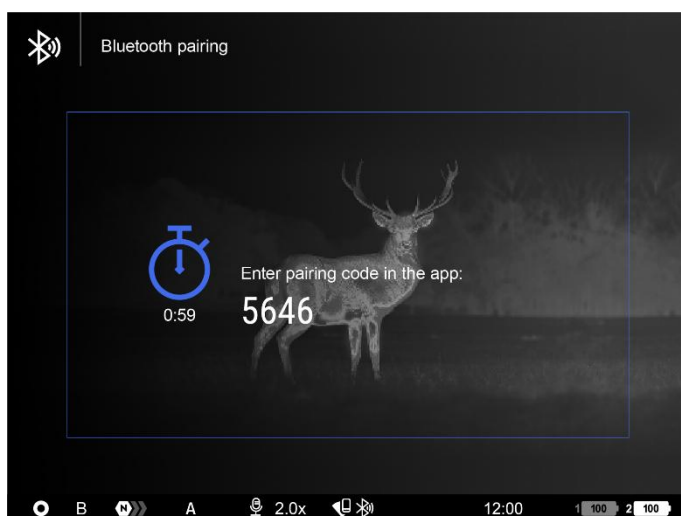 Bluetooth pairing
Enter pairing code in the app:
5646
0:59
B N A 2.0x 12:00 1 100 2 100